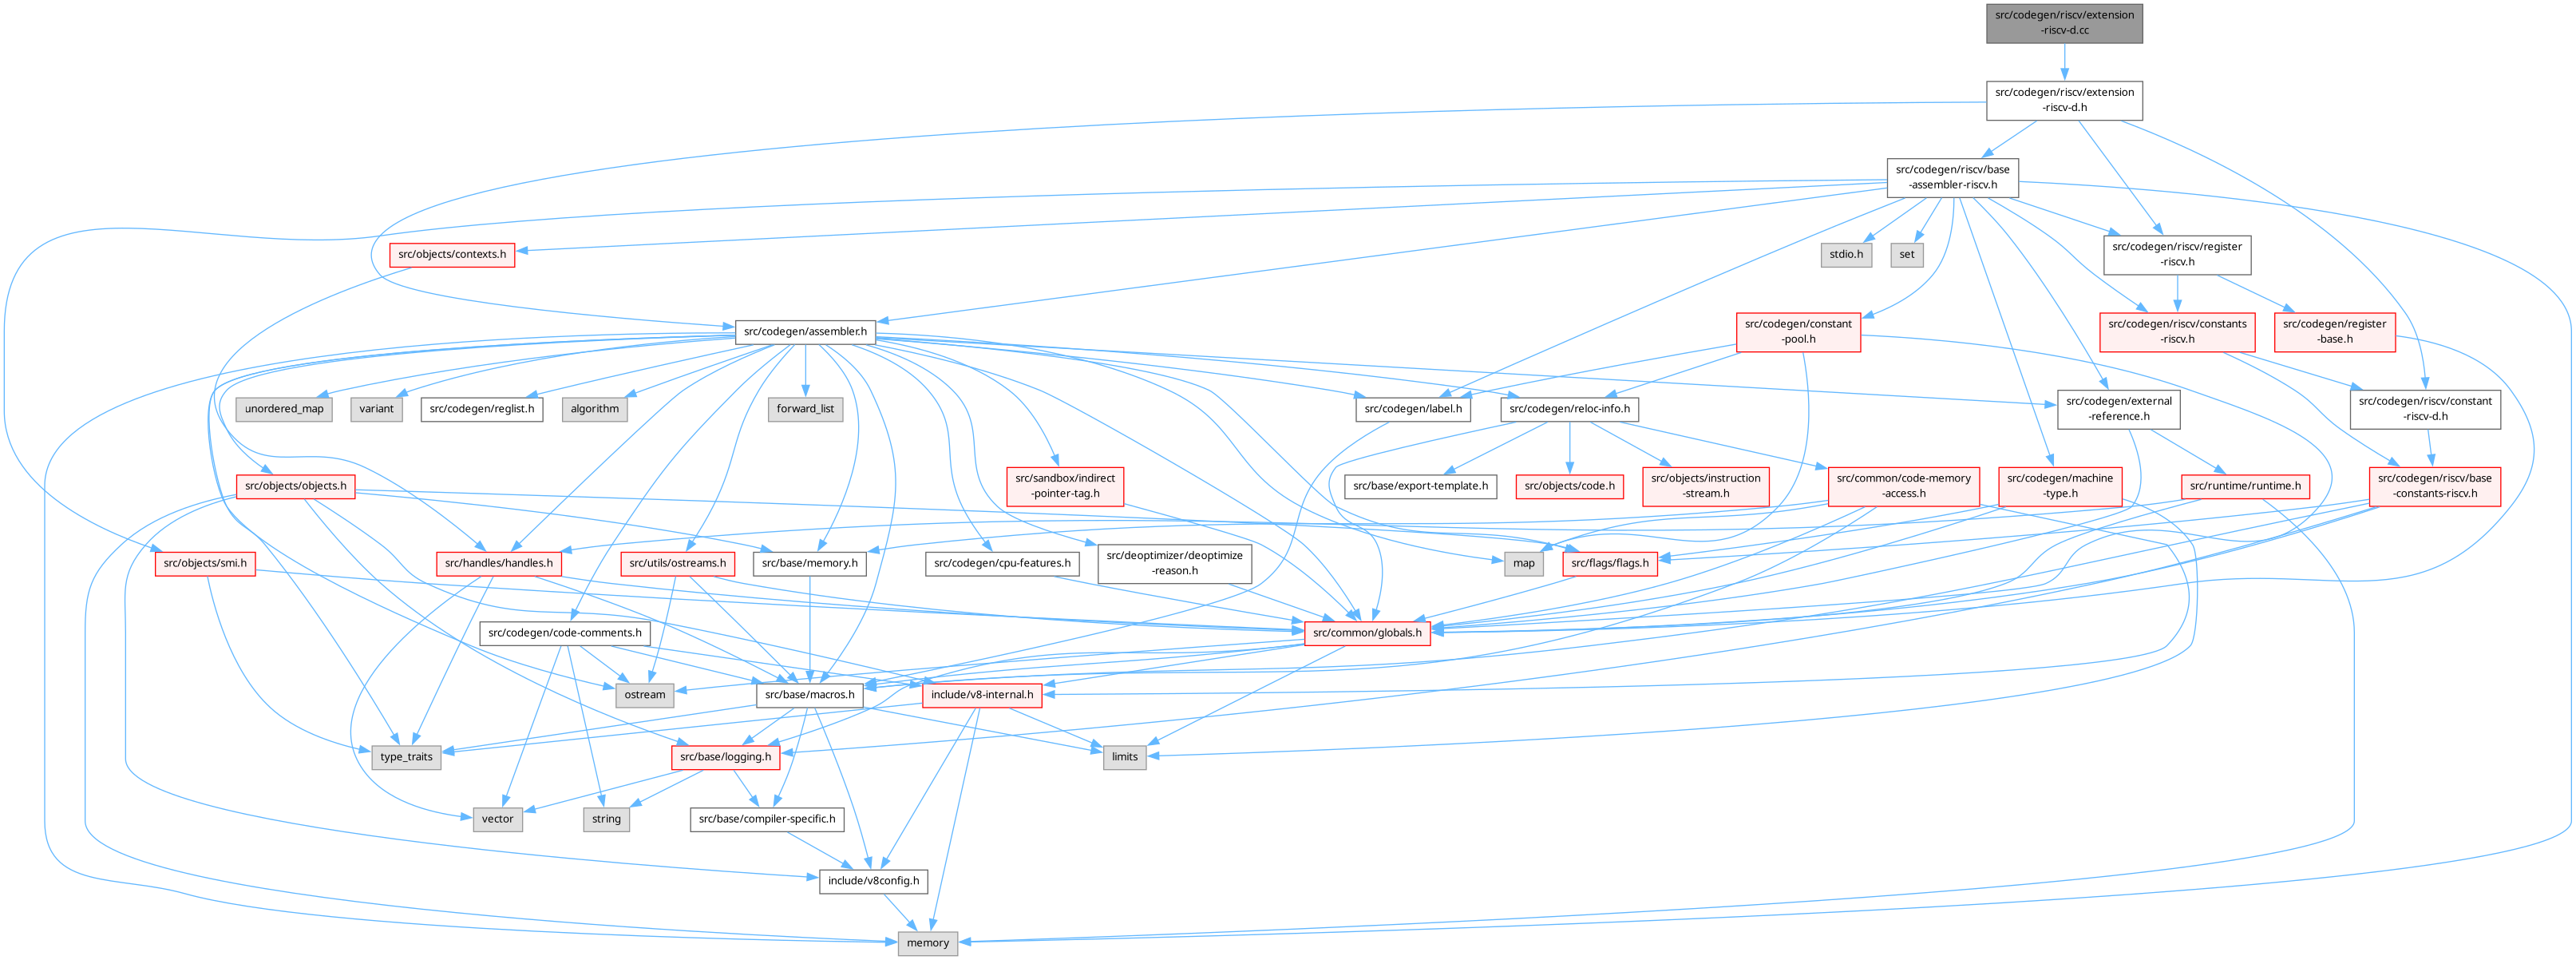 src/codegen/riscv/extension
-riscv-d.cc
src/codegen/riscv/extension
-riscv-d.h
src/codegen/riscv/base
-assembler-riscv.h
src/objects/contexts.h
stdio.h
set
src/codegen/riscv/register
-riscv.h
src/codegen/assembler.h
src/codegen/constant
-pool.h
src/codegen/riscv/constants
-riscv.h
src/codegen/register
-base.h
unordered_map
variant
src/codegen/reglist.h
algorithm
forward_list
src/codegen/label.h
src/codegen/reloc-info.h
src/codegen/external
-reference.h
src/codegen/riscv/constant
-riscv-d.h
src/objects/objects.h
src/sandbox/indirect
-pointer-tag.h
src/base/export-template.h
src/objects/code.h
src/objects/instruction
-stream.h
src/common/code-memory
-access.h
src/codegen/machine
-type.h
src/runtime/runtime.h
src/codegen/riscv/base
-constants-riscv.h
src/objects/smi.h
src/handles/handles.h
src/utils/ostreams.h
src/base/memory.h
src/codegen/cpu-features.h
src/deoptimizer/deoptimize
-reason.h
map
src/flags/flags.h
src/codegen/code-comments.h
src/common/globals.h
ostream
src/base/macros.h
include/v8-internal.h
type_traits
src/base/logging.h
limits
vector
string
src/base/compiler-specific.h
include/v8config.h
memory